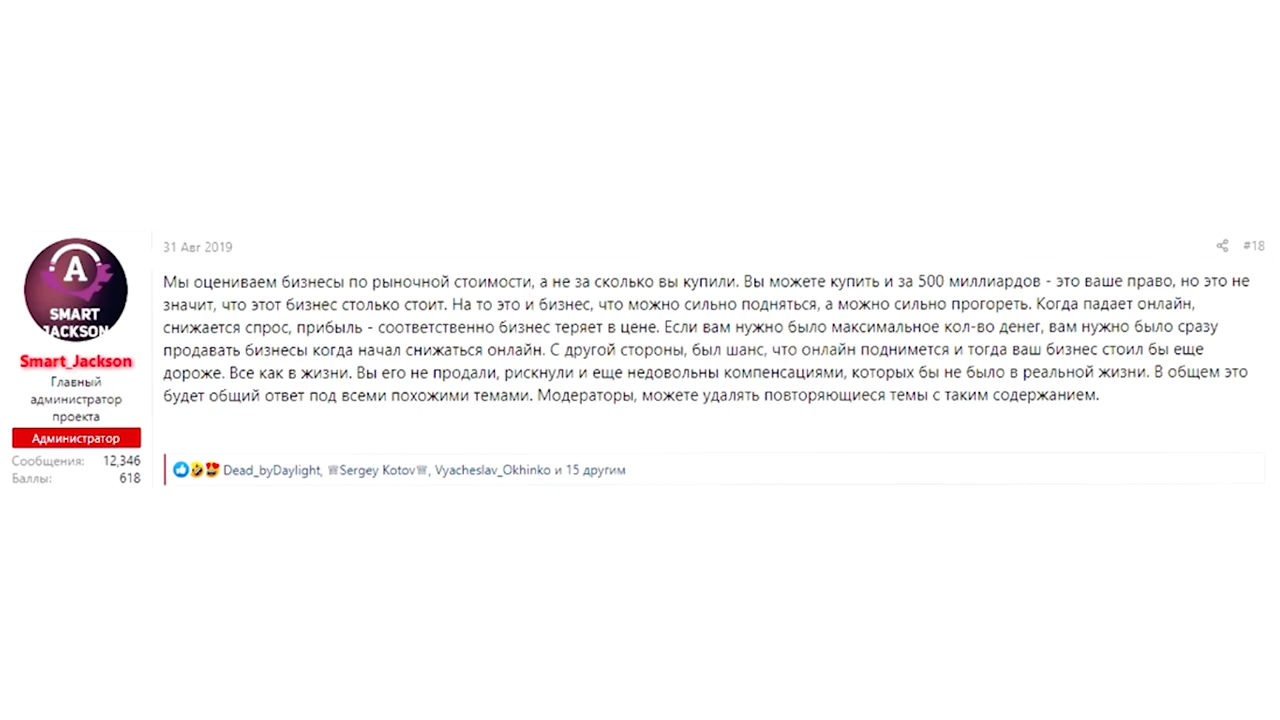 A
SMART
JACKSON
Smart_Jackson
Главный
администратор
проекта
Администратор
Сообщения: 12,346
Баллы: 618
31 Авг 2019
#18
Мы оцениваем бизнесы по рыночной стоимости, а не за сколько вы купили. Вы можете купить и за 500 миллиардов - это ваше право, но это не
значит, что этот бизнес столько стоит. На то это и бизнес, что можно сильно подняться, а можно сильно прогореть. Когда падает онлайн,
снижается спрос, прибыль - соответственно бизнес теряет в цене. Если вам нужно было максимальное кол-во денег, вам нужно было сразу
продавать бизнесы когда начал снижаться онлайн. С другой стороны, был шанс, что онлайн поднимется и тогда ваш бизнес стоил бы еще
дороже. Все как в жизни. Вы его не продали, рискнули и еще недовольны компенсациями, которых бы не было в реальной жизни. В общем это
будет общий ответ под всеми похожими темами. Модераторы, можете удалять повторяющиеся темы с таким содержанием.
Dead_byDaylight, ♕Sergey Kotov♕, Vyacheslav_Okhinko и 15 другим